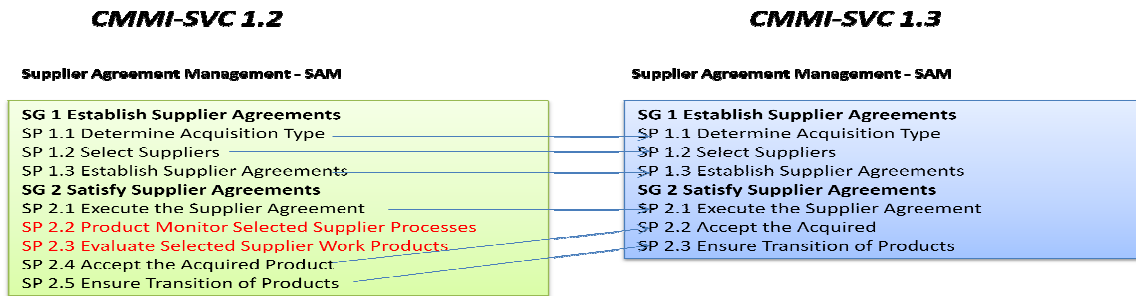 CMMI-SVC 1.2
Supplier Agreement Management - SAM
SG 1 Establish Supplier Agreements
SP 1.1 Determine Acquisition Type
SP 1.2 Select Suppliers
SP 1.3 Establish Supplier Agreements
SG 2 Satisfy Supplier Agreements
SP 2.1 Execute the Supplier Agreement
SP 2.2 Product Monitor Selected Supplier Processes
SP 2.3 Evaluate Selected Supplier Work Products
SP 2.4 Accept the Acquired Product
SP 2.5 Ensure Transition of Products
CMMI-SVC 1.3
Supplier Agreement Management - SAM
SG 1 Establish Supplier Agreements
SP 1.1 Determine Acquisition Type
SP 1.2 Select Suppliers
SP 1.3 Establish Supplier Agreements
SG 2 Satisfy Supplier Agreements
SP 2.1 Execute the Supplier Agreement
SP 2.2 Accept the Acquired
SP 2.3 Ensure Transition of Products